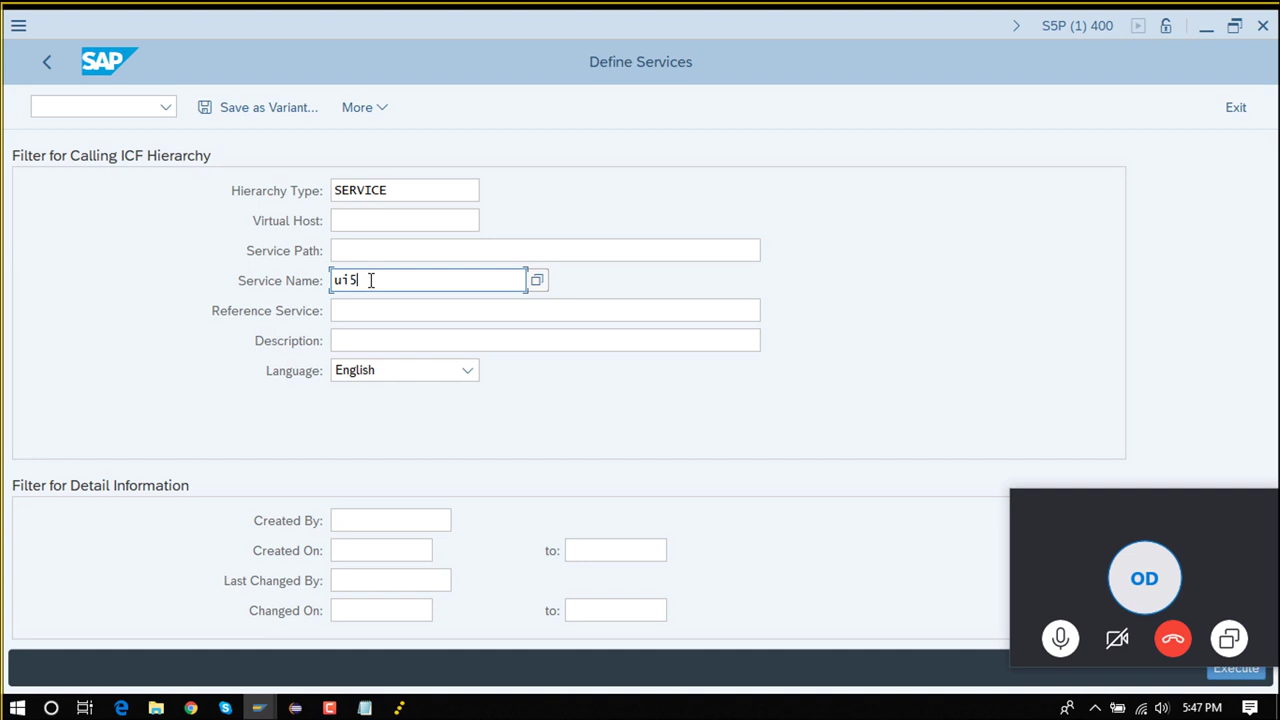 S5P (1) 400
SAP
Define Services
Save as Variant...
More
Exit
Filter for Calling ICF Hierarchy
Hierarchy Type: SERVICE
Virtual Host:
Service Path:
Service Name: ui5
Reference Service:
Description:
Language: English
Filter for Detail Information
Created By:
Created On: to:
Last Changed By:
Changed On: to:
OD
Execute
5:47 PM